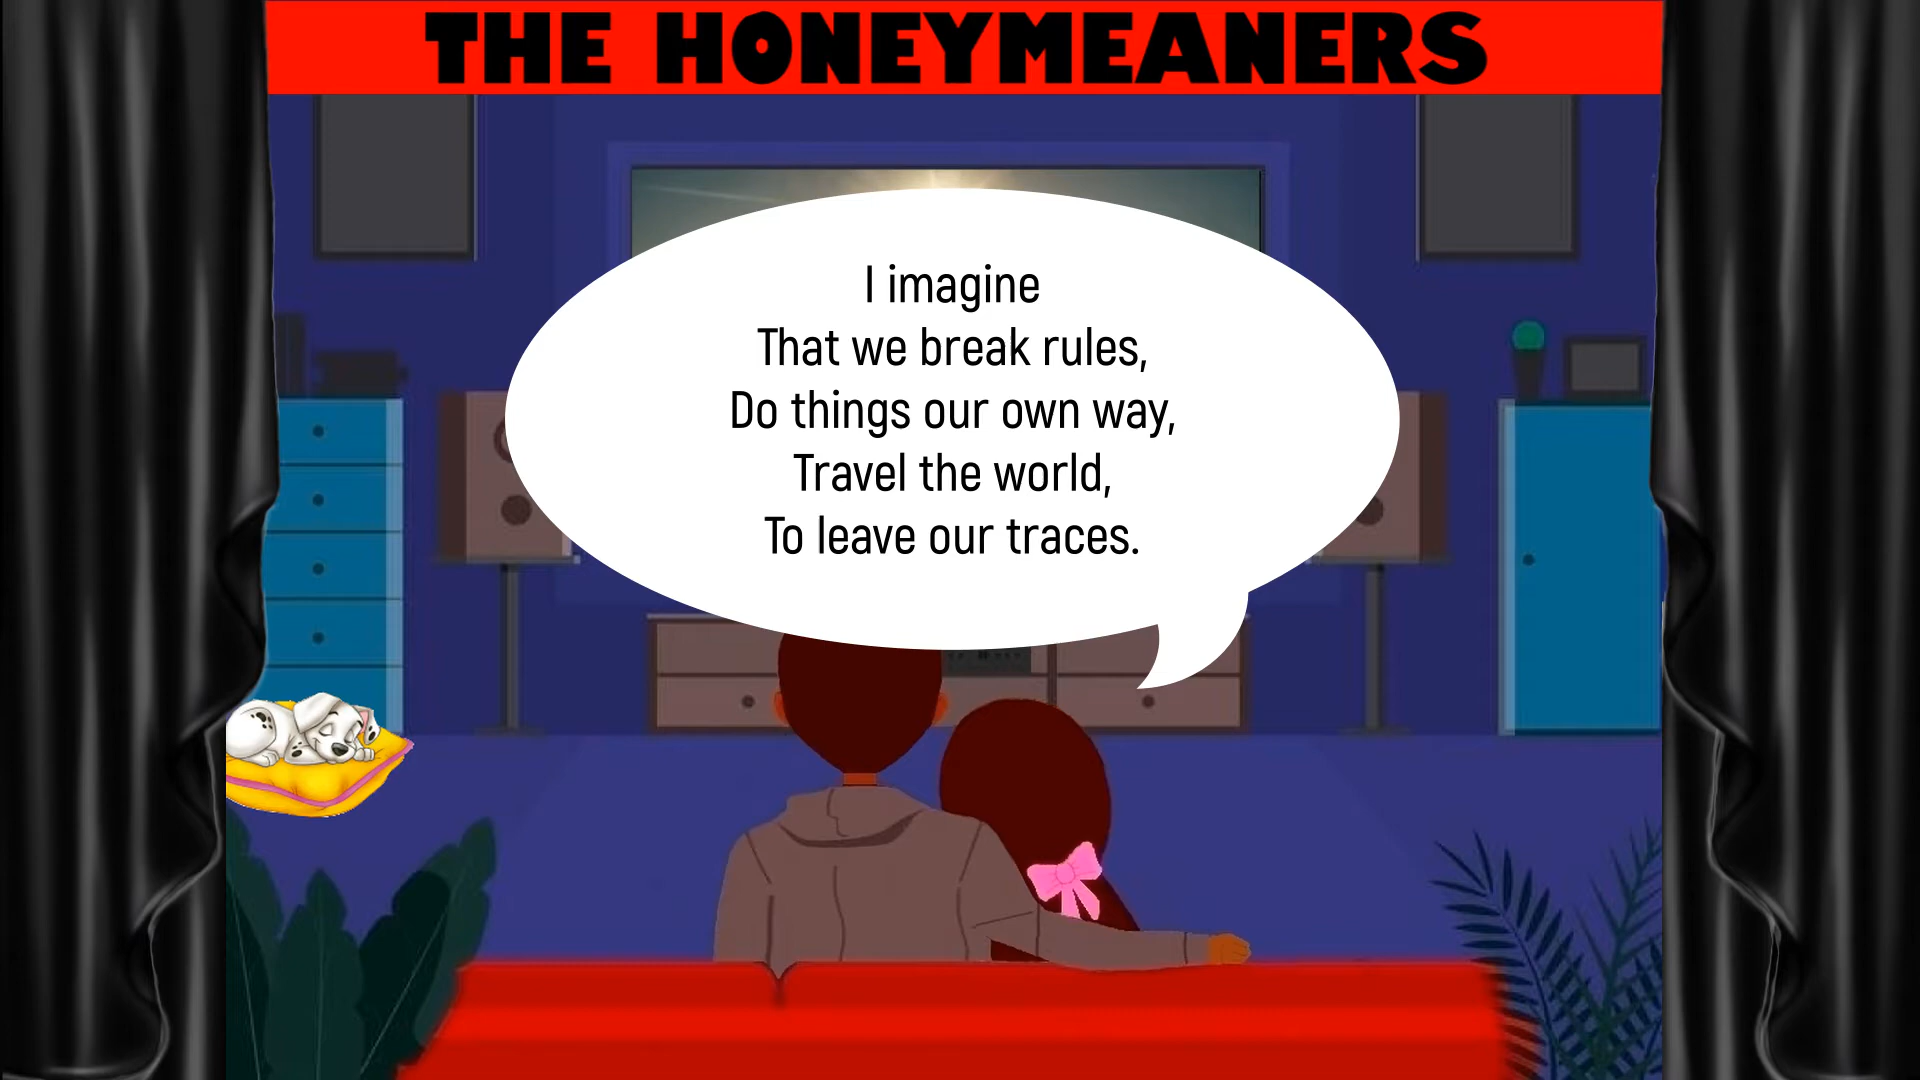 THE HONEYMEANERS
I imagine
That we break rules,
Do things our own way,
Travel the world,
To leave our traces.